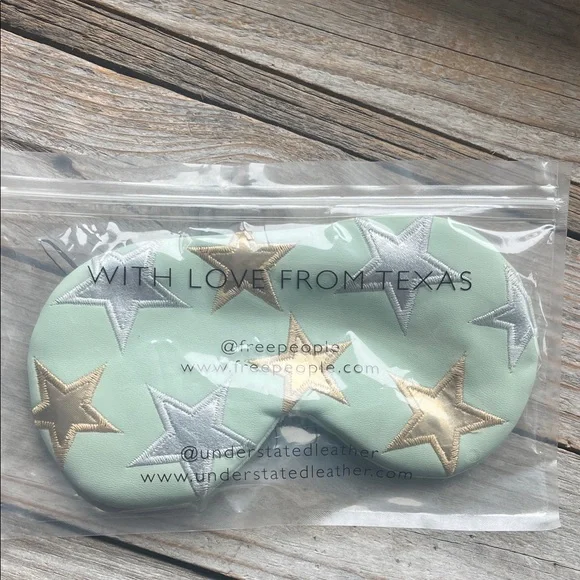 WITH LOVE FROM TEXAS
@freepeople
www.freepeople.com
@understatedleather
www.understatedleather.com